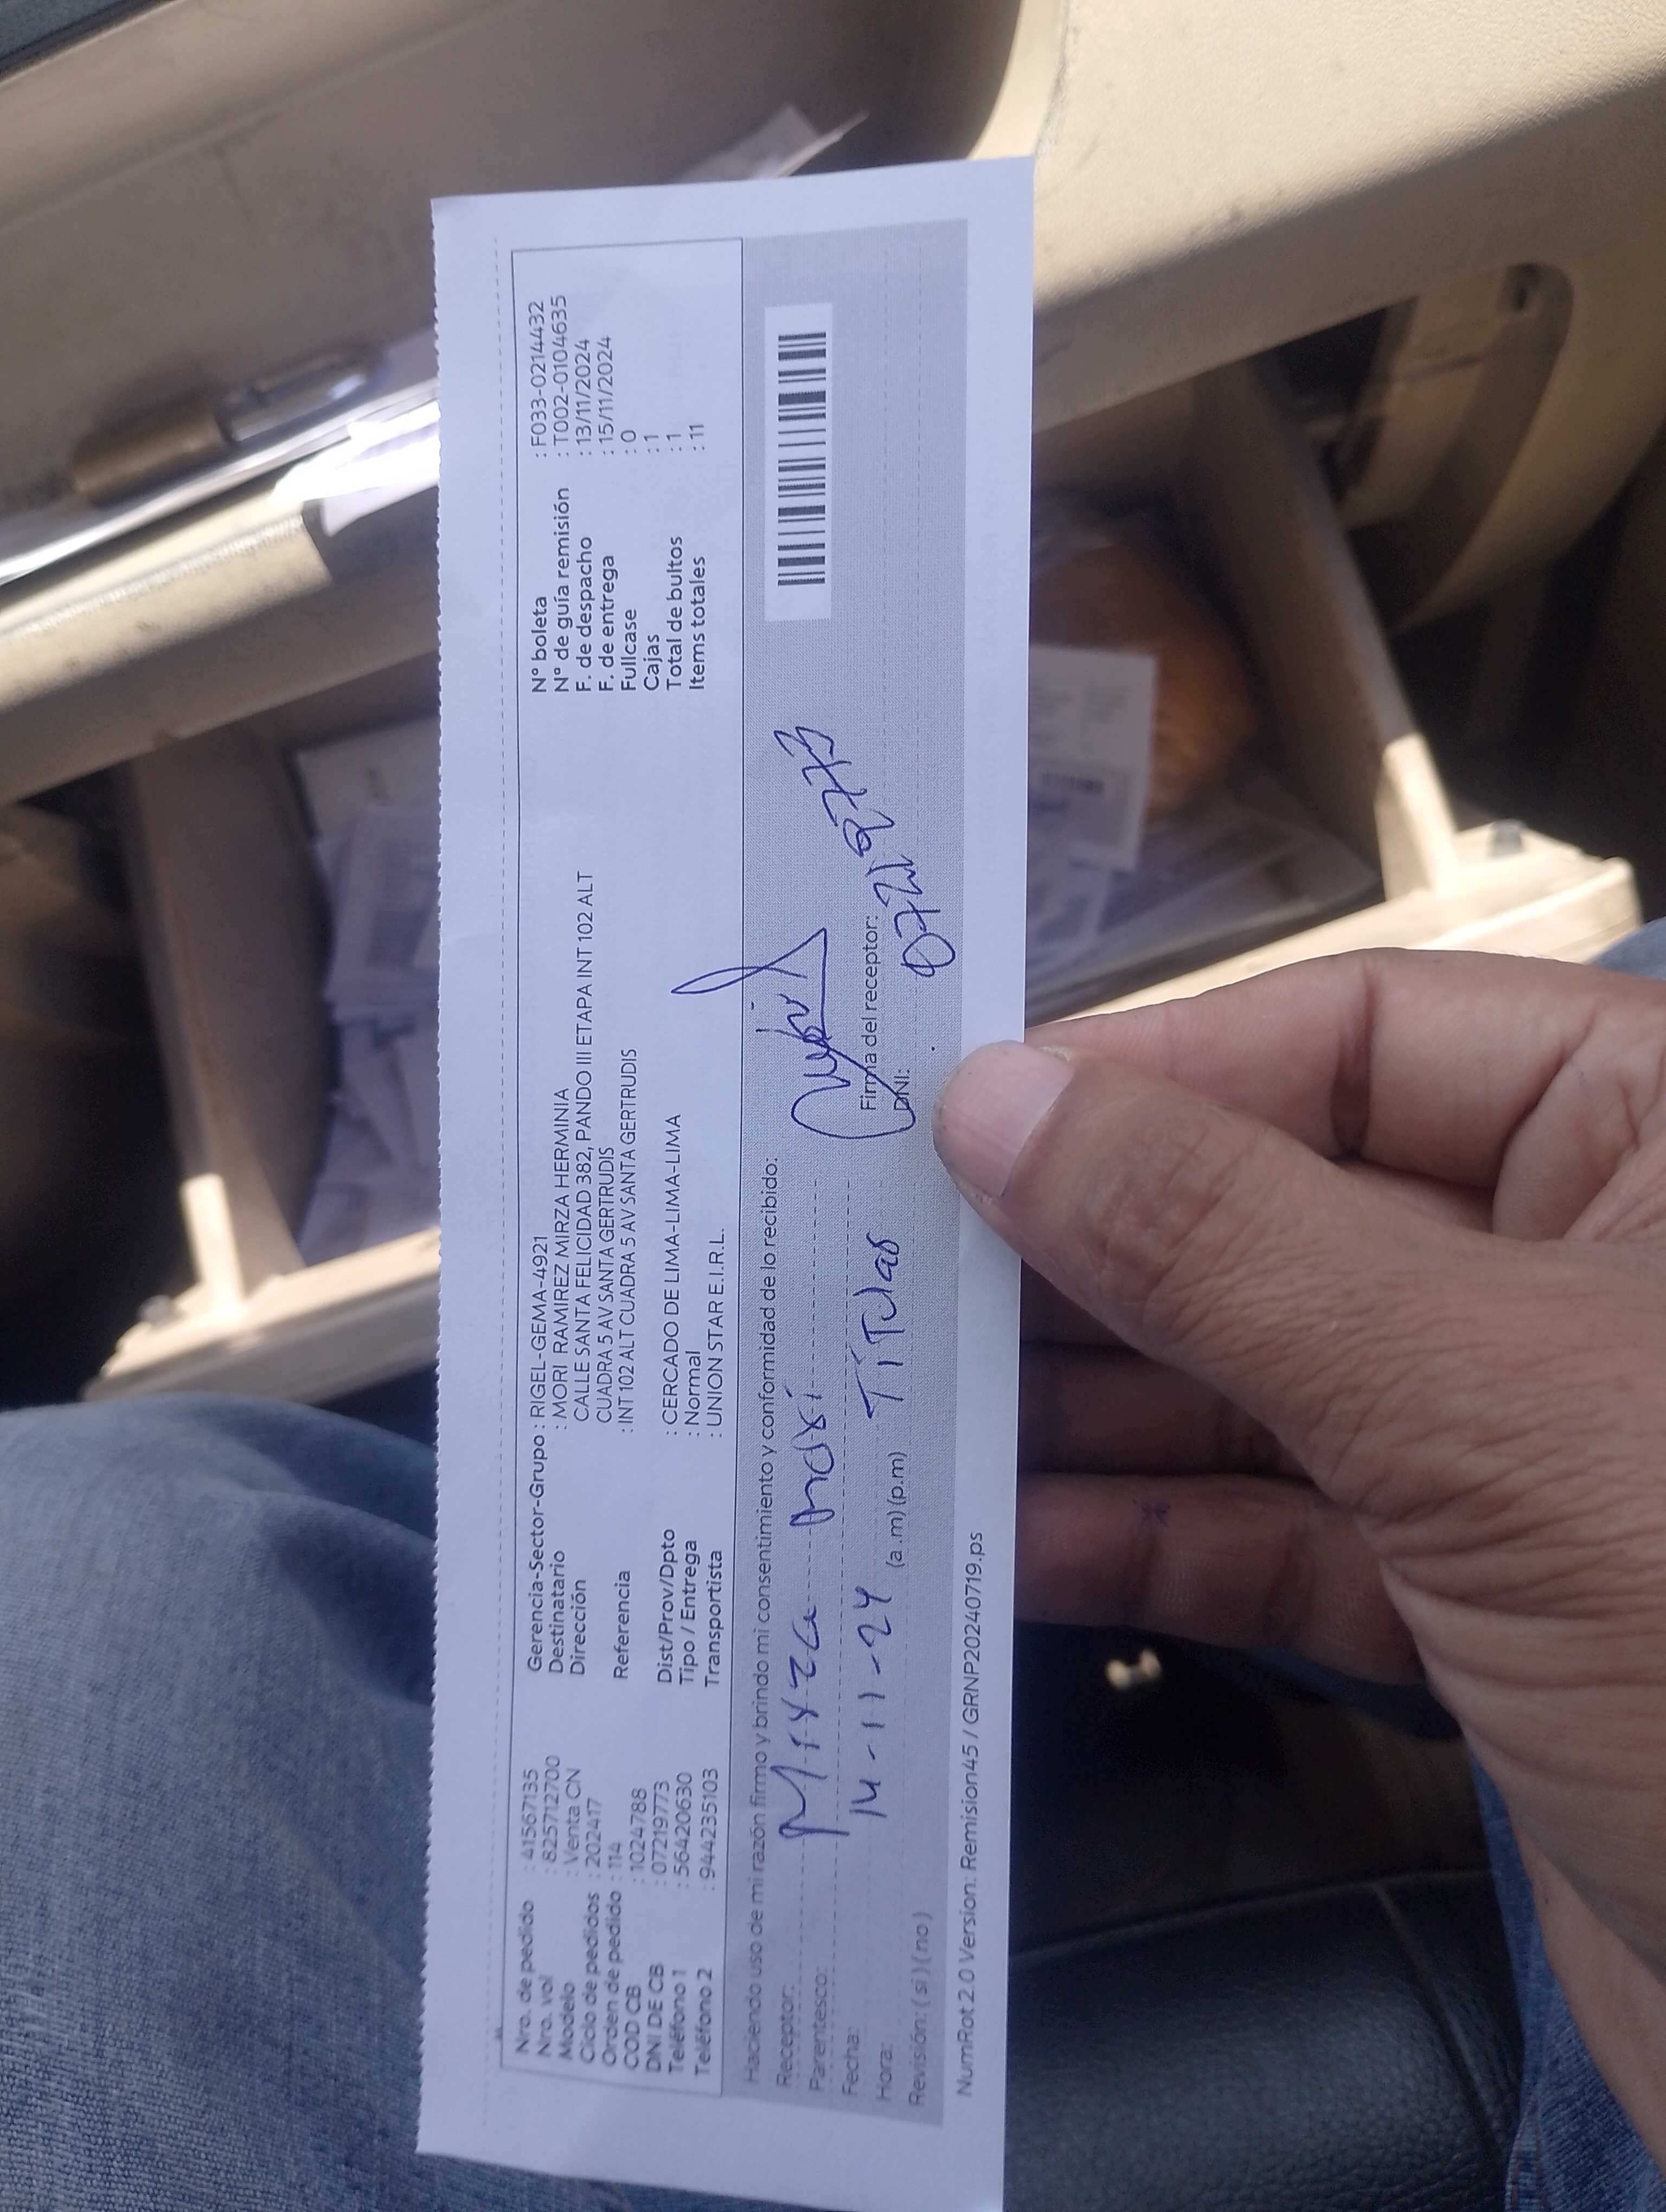 Nro. de pedido : 41567135
Nro. vol : 825712700
Modelo : Venta CN
Ciclo de pedidos : 202417
Orden de pedido : 114
COD CB : 1024788
DNI DE CB : 07219773
Teléfono 1 : 56420630
Teléfono 2 : 944235103
Gerencia-Sector-Grupo : RIGEL-GEMA-4921
Destinatario : MORI RAMIREZ MIRZA HERMINIA
Dirección CALLE SANTA FELICIDAD 382, PANDO III ETAPA INT 102 ALT
CUADRA 5 AV SANTA GERTRUDIS
Referencia : INT 102 ALT CUADRA 5 AV SANTA GERTRUDIS
Dist/Prov/Dpto : CERCADO DE LIMA-LIMA-LIMA
Tipo / Entrega : Normal
Transportista : UNION STAR E.I.R.L.
N° boleta : F033-0214432
N° de guía remisión : T002-0104635
F. de despacho : 13/11/2024
F. de entrega : 15/11/2024
Fullcase : 0
Cajas : 1
Total de bultos : 1
Items totales : 11
Haciendo uso de mi razón firmo y brindo mi consentimiento y conformidad de lo recibido:
Receptor: Mirza Mori
Parentesco: Titular
Fecha: 14-11-24
Hora: (a.m) (p.m)
Revisión: ( si ) ( no )
Firma del receptor:
DNI: 07219773
NumRot 2.0 Version: Remision45 / GRNP20240719.ps